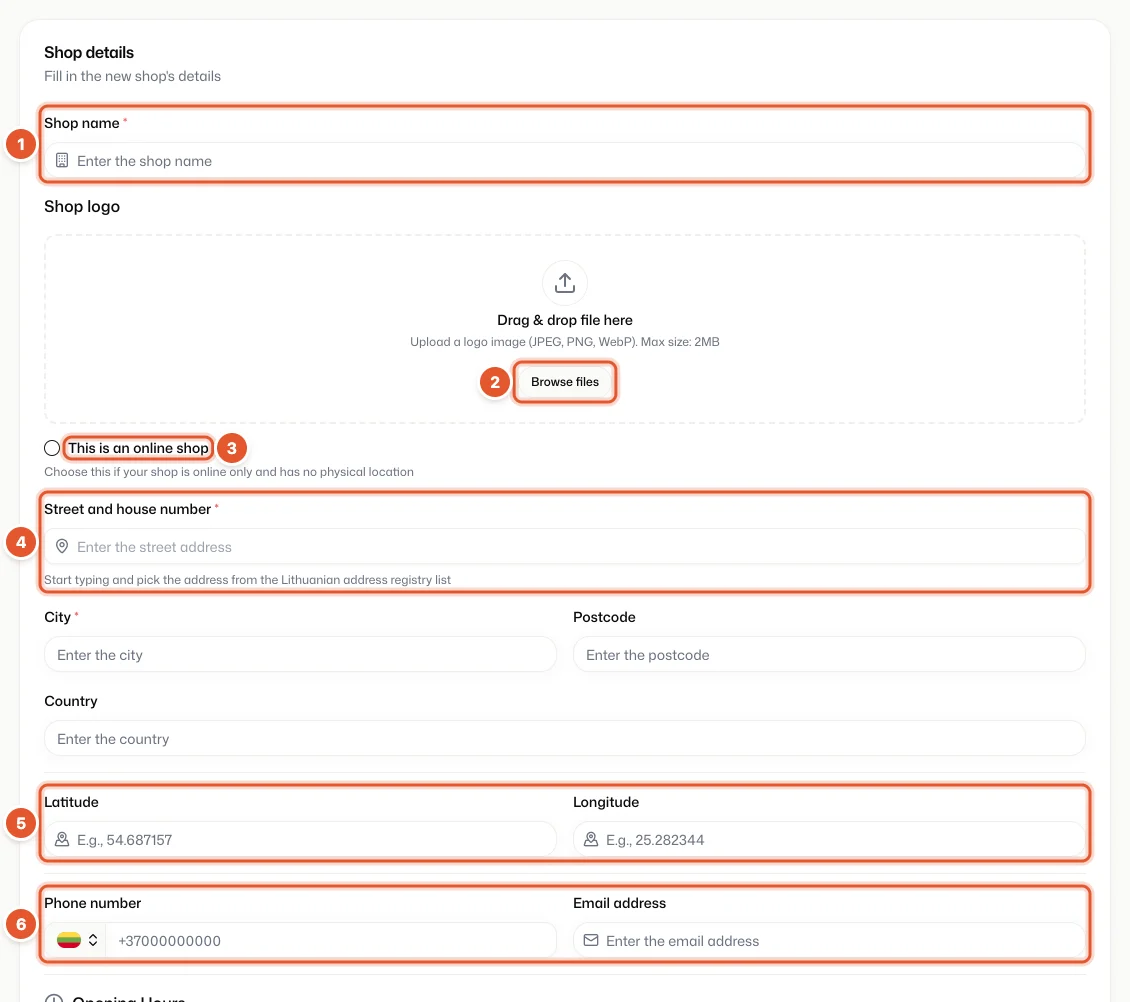 Shop details
Fill in the new shop's details
Shop name *
1
Enter the shop name
Shop logo
Drag & drop file here
Upload a logo image (JPEG, PNG, WebP). Max size: 2MB
2
Browse files
This is an online shop
3
Choose this if your shop is online only and has no physical location
Street and house number *
4
Enter the street address
Start typing and pick the address from the Lithuanian address registry list
City *
Postcode
Enter the city
Enter the postcode
Country
Enter the country
Latitude
Longitude
5
E.g., 54.687157
E.g., 25.282344
Phone number
Email address
6
+37000000000
Enter the email address
Opening Hours